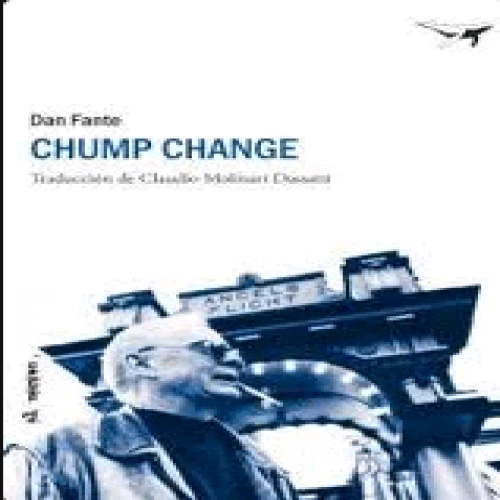 Dan Fante
CHUMP CHANGE
Traducción de Claudio Molinari Dassatti
ANGELS
FLIGHT